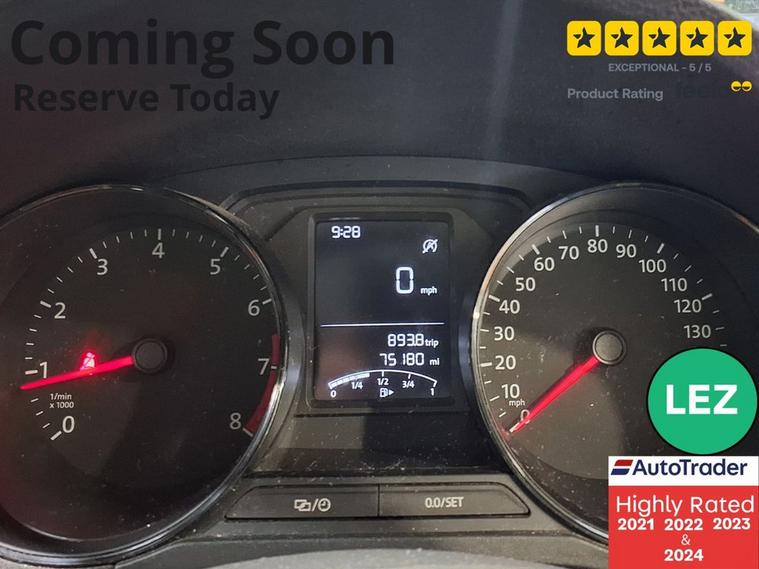 Coming Soon
Reserve Today
EXCEPTIONAL - 5 / 5
Product Rating
9:28
0 mph
893.8 trip
75180 mi
0 1/4 1/2 3/4 1
0 1 2 3 4 5 6 7 8
1/min
x 1000
0 10 20 30 40 50 60 70 80 90 100 110 120 130
mph
0.0/SET
LEZ
AutoTrader
Highly Rated
2021 2022 2023
&
2024